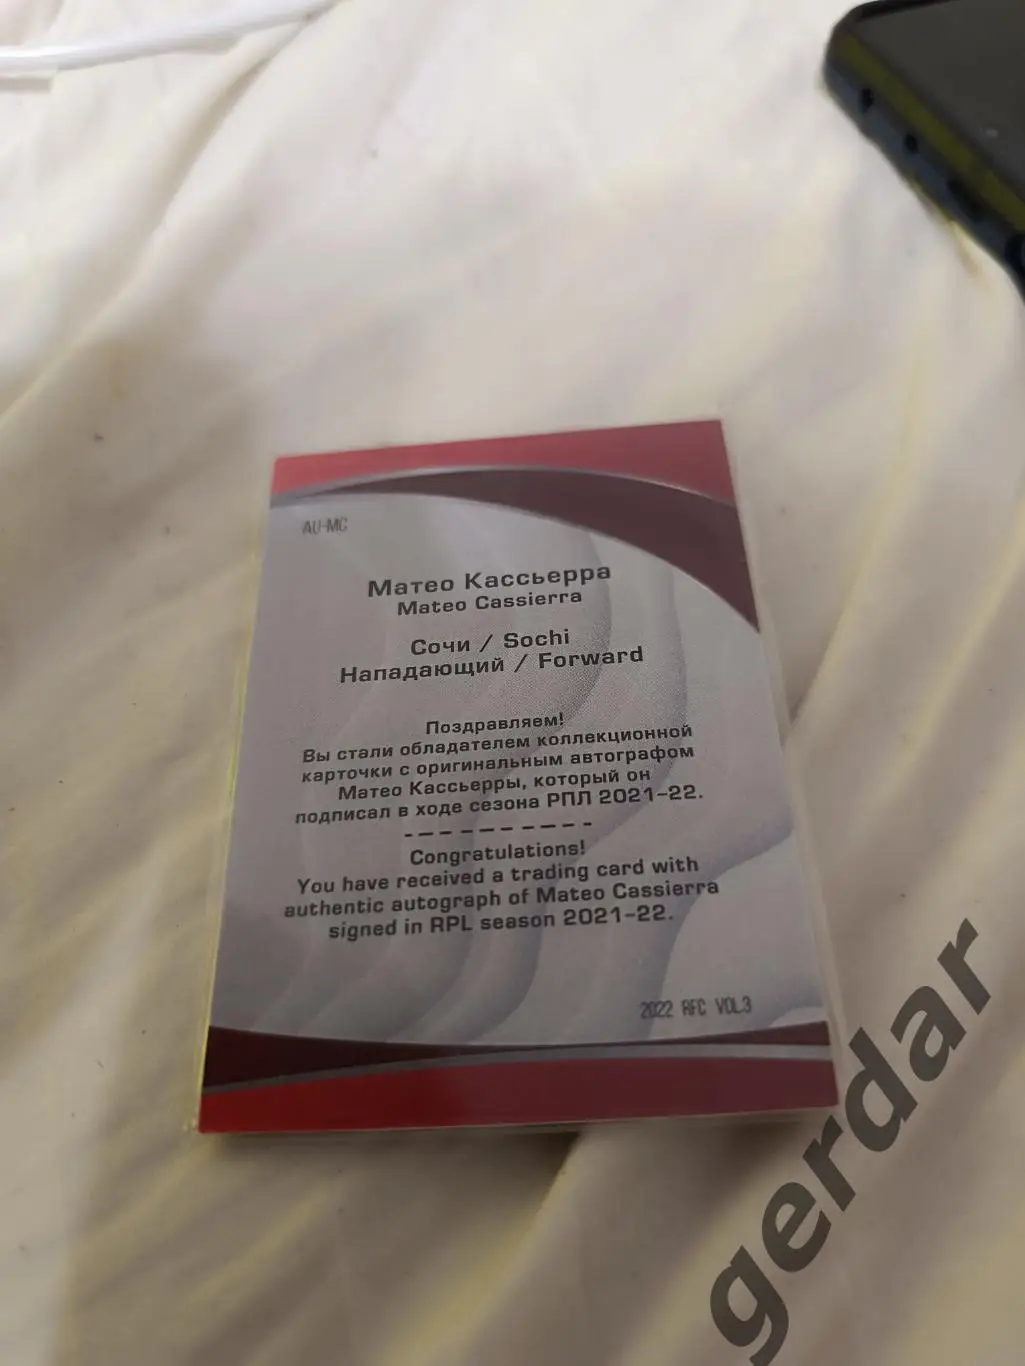 AU-MC
Матео Кассьерра
Mateo Cassierra
Сочи / Sochi
Нападающий / Forward
Поздравляем!
Вы стали обладателем коллекционной
карточки с оригинальным автографом
Матео Кассьерры, который он
подписал в ходе сезона РПЛ 2021-22.
----------
Congratulations!
You have received a trading card with
authentic autograph of Mateo Cassierra
signed in RPL season 2021-22.
2022 RFC VOL3
gerdar